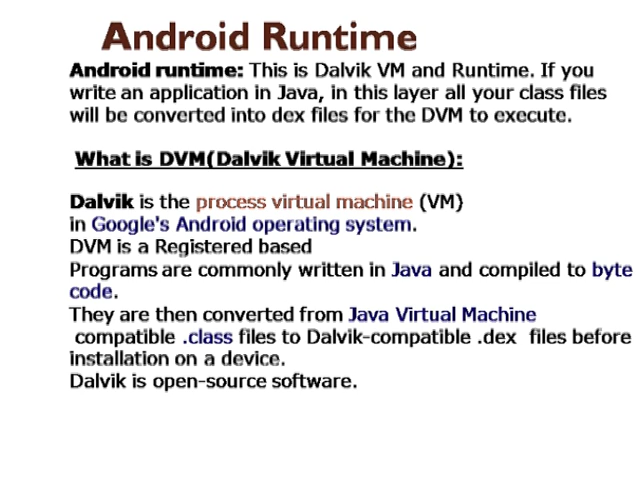 Android Runtime
Android runtime: This is Dalvik VM and Runtime. If you
write an application in Java, in this layer all your class files
will be converted into dex files for the DVM to execute.
What is DVM(Dalvik Virtual Machine):
Dalvik is the process virtual machine (VM)
in Google's Android operating system.
DVM is a Registered based
Programs are commonly written in Java and compiled to byte
code.
They are then converted from Java Virtual Machine
compatible .class files to Dalvik-compatible .dex files before
installation on a device.
Dalvik is open-source software.